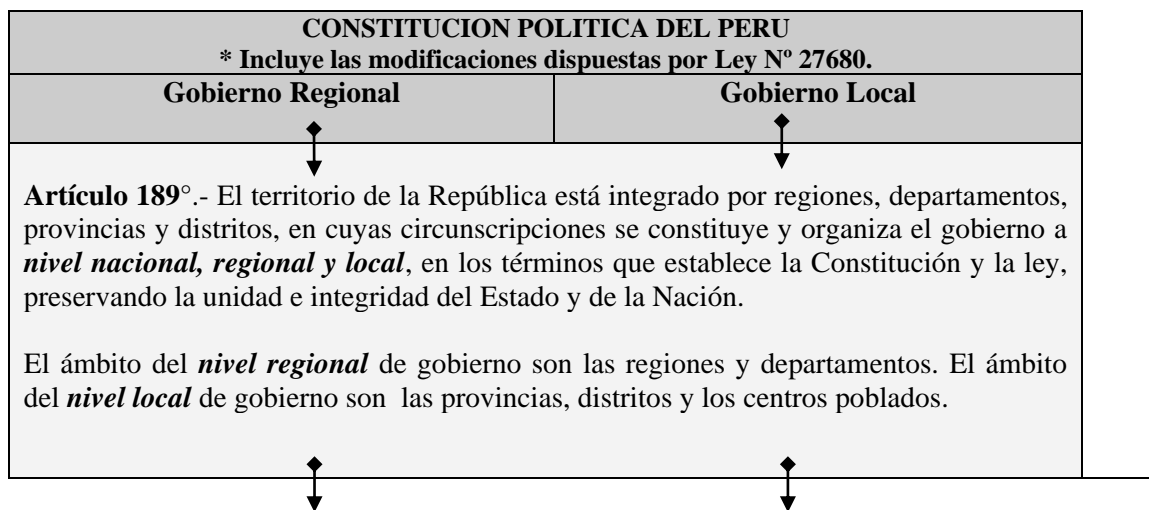 CONSTITUCION POLITICA DEL PERU
* Incluye las modificaciones dispuestas por Ley Nº 27680.
Gobierno Regional
Gobierno Local
Artículo 189°.- El territorio de la República está integrado por regiones, departamentos,
provincias y distritos, en cuyas circunscripciones se constituye y organiza el gobierno a
nivel nacional, regional y local, en los términos que establece la Constitución y la ley,
preservando la unidad e integridad del Estado y de la Nación.
El ámbito del nivel regional de gobierno son las regiones y departamentos. El ámbito
del nivel local de gobierno son las provincias, distritos y los centros poblados.